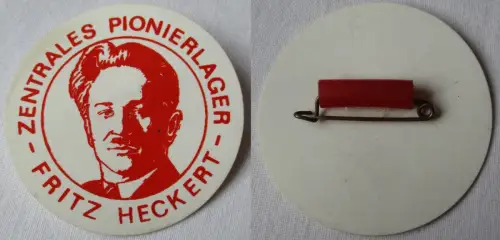 ZENTRALES PIONIERLAGER
- FRITZ HECKERT -